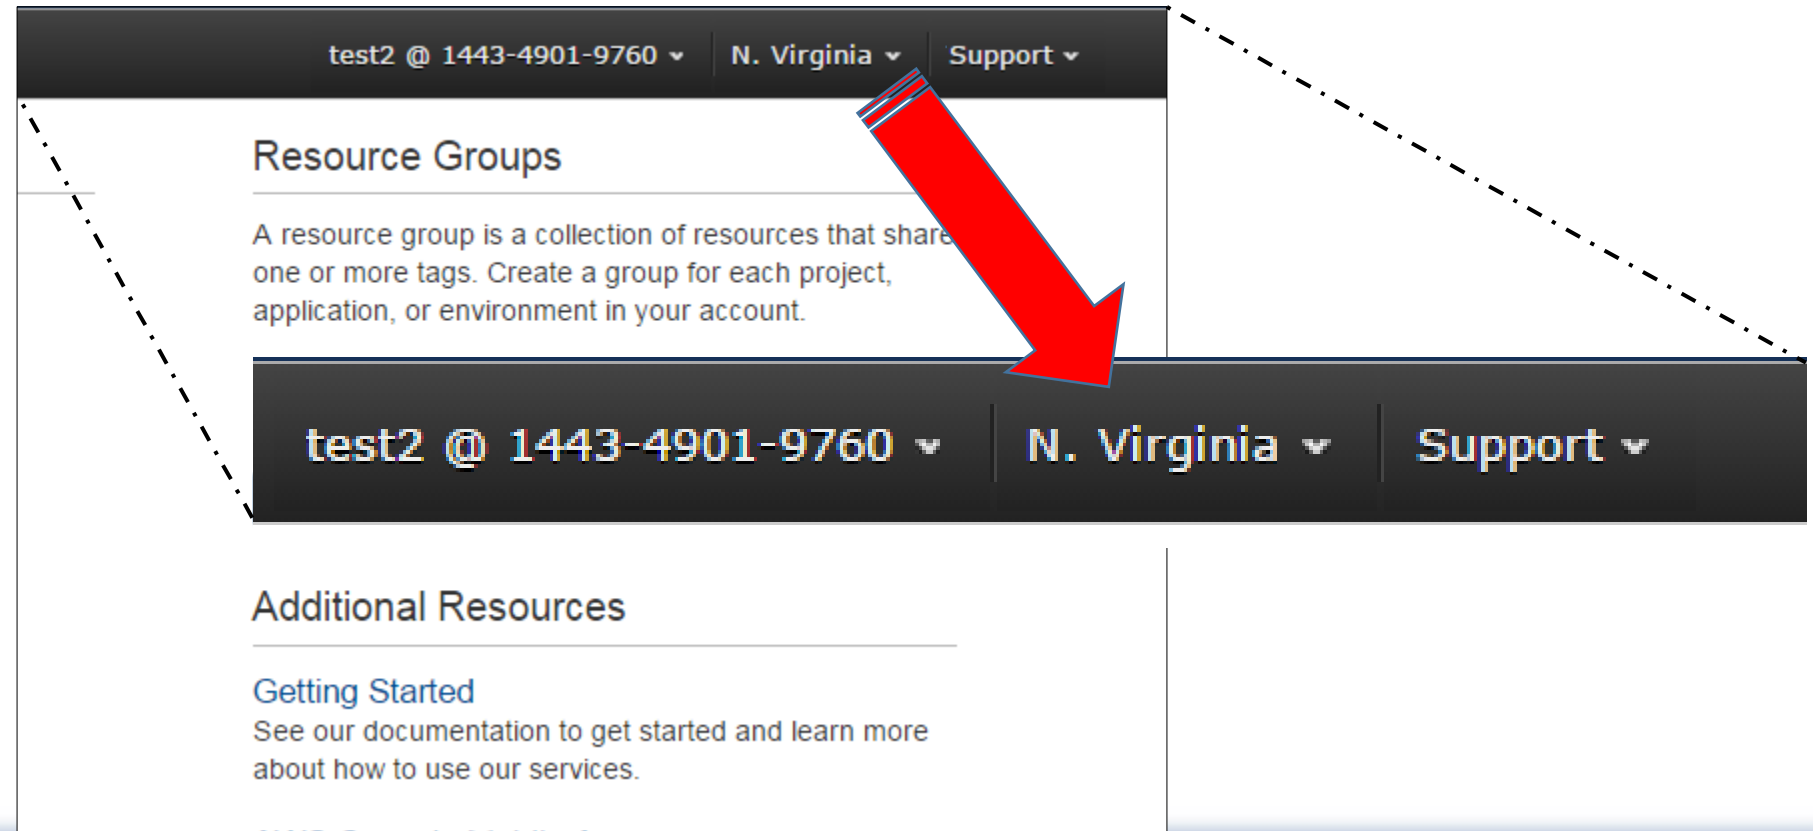 test2 @ 1443-4901-9760 N. Virginia Support
Resource Groups
A resource group is a collection of resources that share
one or more tags. Create a group for each project,
application, or environment in your account.
test2 @ 1443-4901-9760 N. Virginia Support
Additional Resources
Getting Started
See our documentation to get started and learn more
about how to use our services.